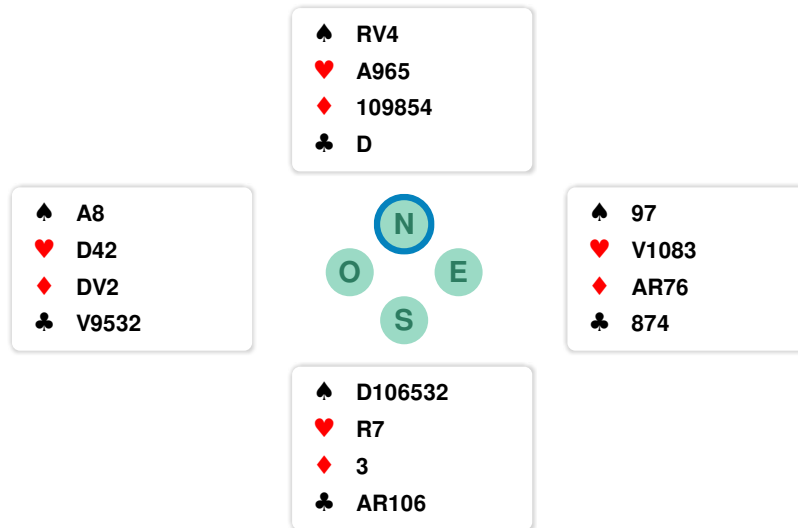 ♠ RV4
♥ A965
♦ 109854
♣ D
♠ A8
♥ D42
♦ DV2
♣ V9532
N
O
E
S
♠ 97
♥ V1083
♦ AR76
♣ 874
♠ D106532
♥ R7
♦ 3
♣ AR106